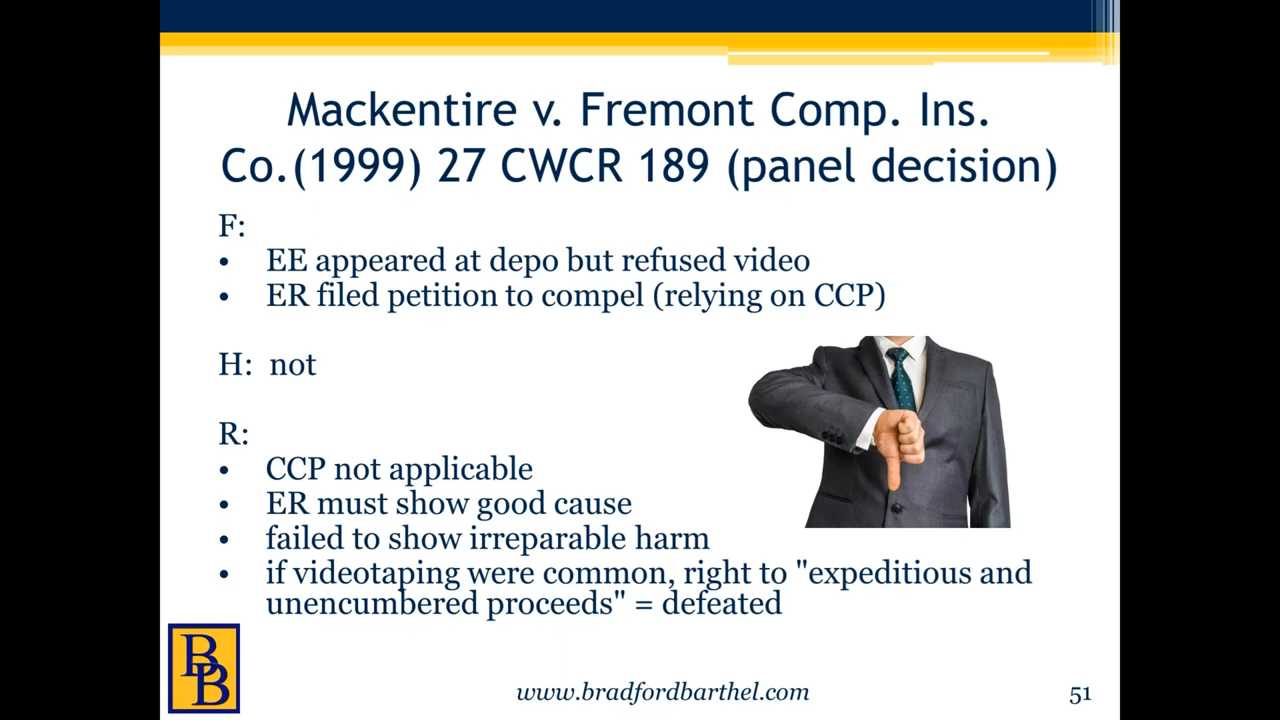 Mackentire v. Fremont Comp. Ins.
Co.(1999) 27 CWCR 189 (panel decision)
F:
• EE appeared at depo but refused video
• ER filed petition to compel (relying on CCP)
H: not
R:
• CCP not applicable
• ER must show good cause
• failed to show irreparable harm
• if videotaping were common, right to "expeditious and
unencumbered proceeds" = defeated
BB
www.bradfordbarthel.com
51